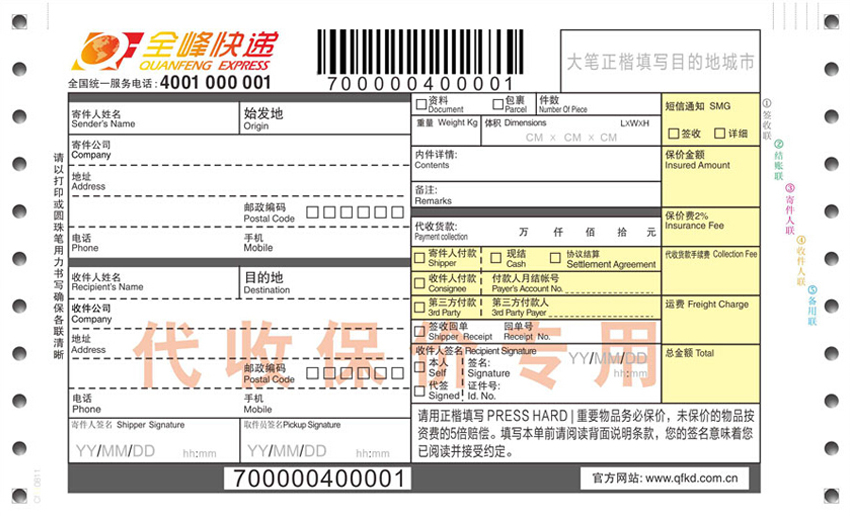 全峰快递
QUANFENG EXPRESS
全国统一服务电话：4001 000 001
700000400001
大笔正楷填写目的地城市
寄件人姓名
Sender's Name
始发地
Origin
寄件公司
Company
地址
Address
邮政编码
Postal Code
电话
Phone
手机
Mobile
收件人姓名
Recipient's Name
目的地
Destination
收件公司
Company
地址
Address
邮政编码
Postal Code
电话
Phone
手机
Mobile
寄件人签名 Shipper Signature
YY/MM/DD hh:mm
取件员签名Pickup Signature
YY/MM/DD hh:mm
资料
Document
包裹
Parcel
件数
Number Of Piece
重量 Weight Kg
体积 Dimensions LxWxH
CM x CM x CM
内件详情:
Contents
备注:
Remarks
代收货款:
Payment collection
万 仟 佰 拾 元
寄件人付款
Shipper
现结
Cash
协议结算
Settlement Agreement
收件人付款
Consignee
付款人月结帐号
Payer's Account No.
第三方付款
3rd Party
第三方付款人
3rd Party Payer
签收回单
Shipper Receipt
回单号
Receipt No.
收件人签名 Recipient Signature
YY/MM/DD
hh:mm
本人
Self
签名:
Signature
代签
Signed
证件号:
Id. No.
短信通知 SMG
签收 详细
保价金额
Insured Amount
保价费2%
Insurance Fee
代收货款手续费 Collection Fee
运费 Freight Charge
总金额 Total
代收保价专用
请用正楷填写 PRESS HARD | 重要物品务必保价，未保价的物品按
资费的5倍赔偿。填写本单前请阅读背面说明条款，您的签名意味着您
已阅读并接受约定。
700000400001
官方网站: www.qfkd.com.cn
请以打印或圆珠笔用力书写确保各联清晰
①签收联
②结账联
③寄件人联
④收件人联
⑤备用联